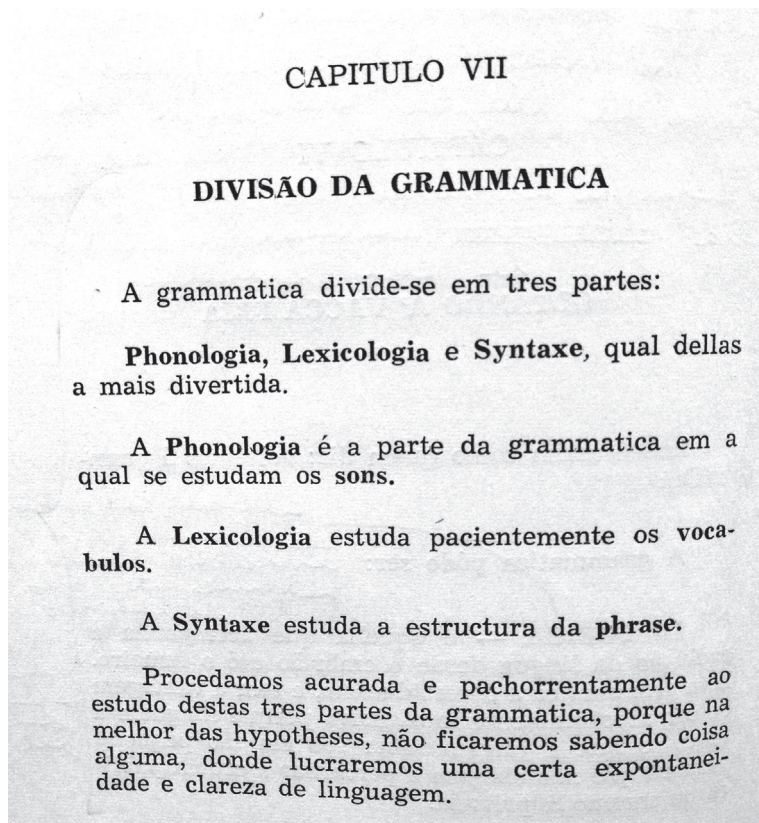 CAPITULO VII
DIVISÃO DA GRAMMATICA
A grammatica divide-se em tres partes:
Phonologia, Lexicologia e Syntaxe, qual dellas
a mais divertida.
A Phonologia é a parte da grammatica em a
qual se estudam os sons.
A Lexicologia estuda pacientemente os voca-
bulos.
A Syntaxe estuda a estructura da phrase.
Procedamos acurada e pachorrentamente ao
estudo destas tres partes da grammatica, porque na
melhor das hypotheses, não ficaremos sabendo coisa
alguma, donde lucraremos uma certa expontanei-
dade e clareza de linguagem.